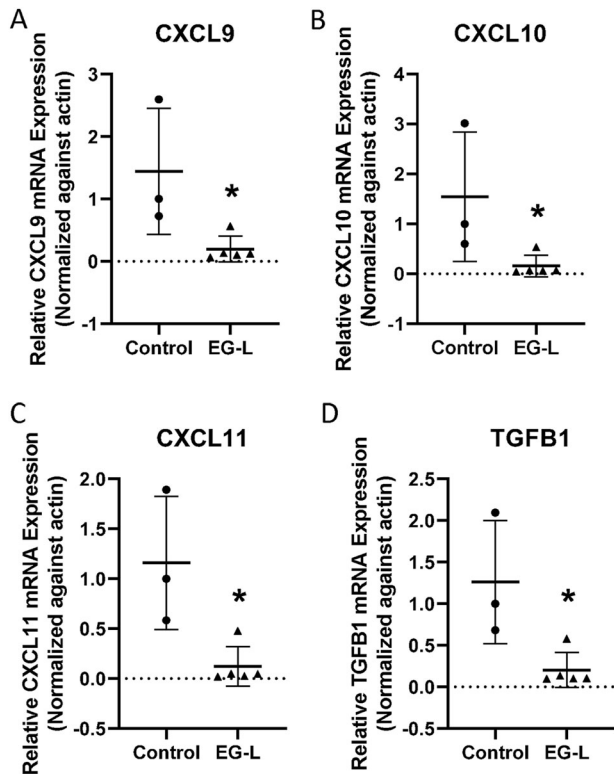 A
CXCL9
Relative CXCL9 mRNA Expression
(Normalized against actin)
3
2
1
0
-1
*
Control EG-L
B
CXCL10
Relative CXCL10 mRNA Expression
(Normalized against actin)
4
3
2
1
0
-1
*
Control EG-L
C
CXCL11
Relative CXCL11 mRNA Expression
(Normalized against actin)
2.0
1.5
1.0
0.5
0.0
-0.5
*
Control EG-L
D
TGFB1
Relative TGFB1 mRNA Expression
(Normalized against actin)
2.5
2.0
1.5
1.0
0.5
0.0
-0.5
*
Control EG-L